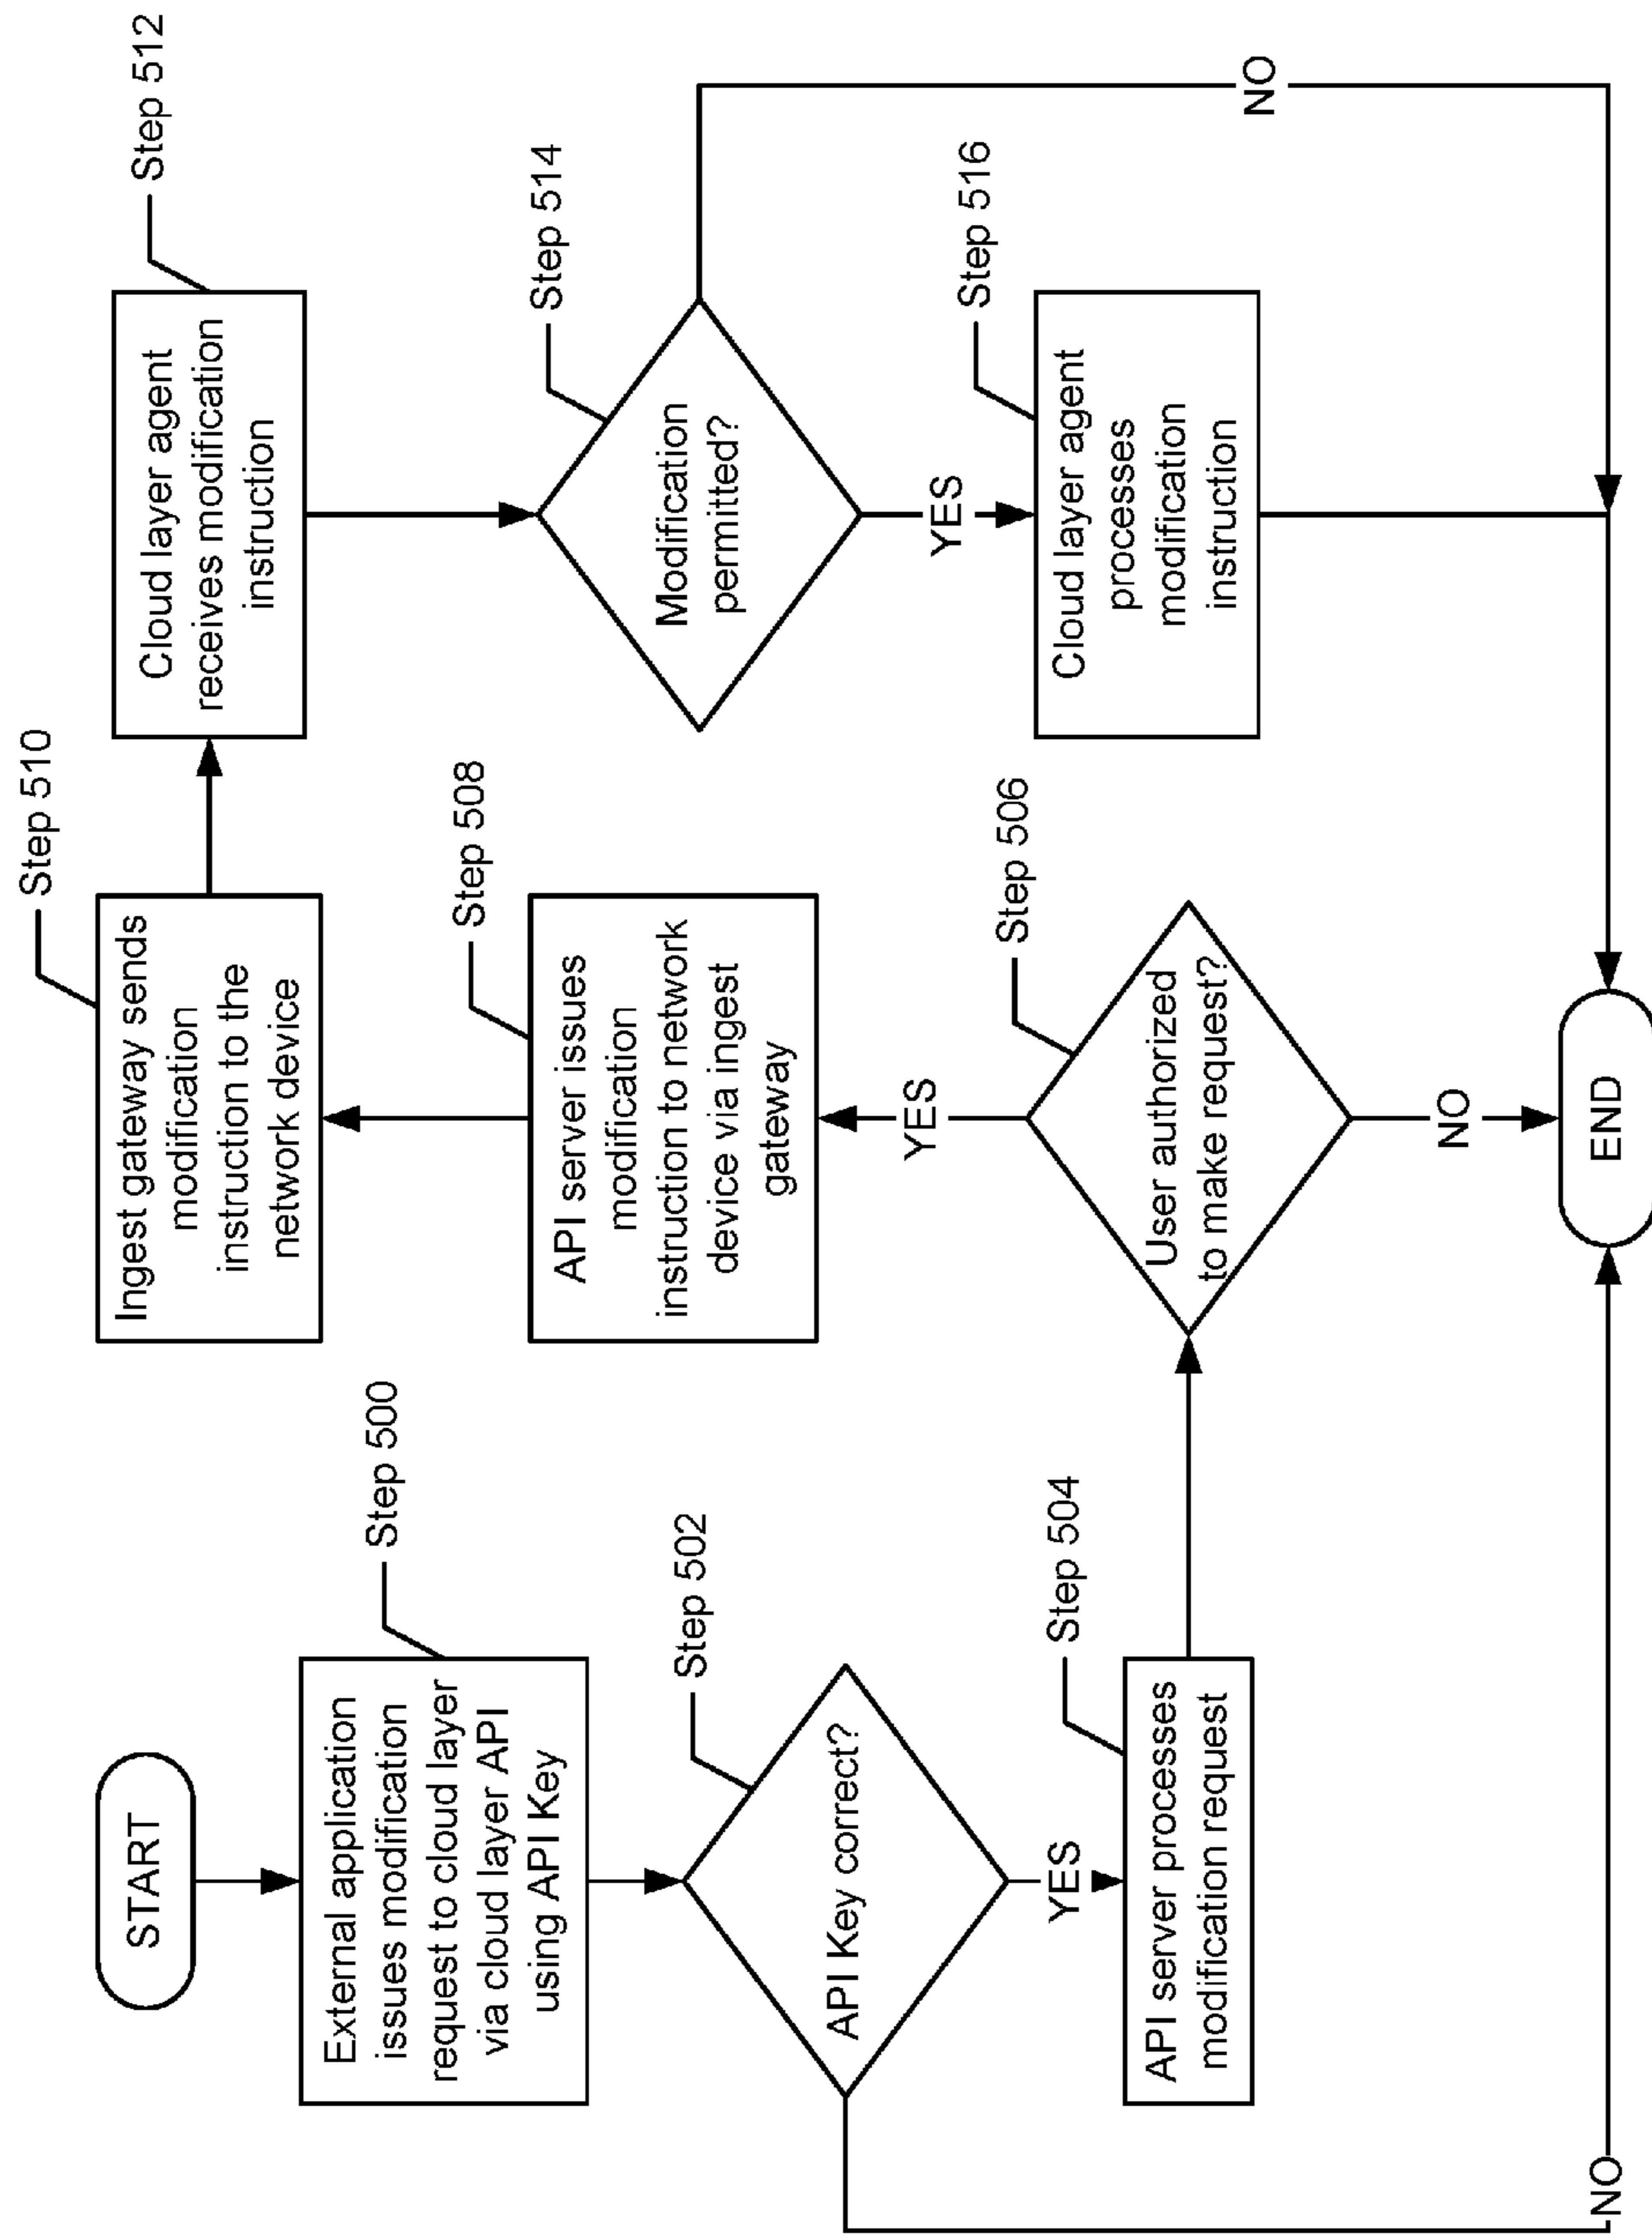 START
External application
issues modification
request to cloud layer
via cloud layer API
using API Key
Step 500
API Key correct?
Step 502
NO
YES
API server processes
modification request
Step 504
User authorized
to make request?
Step 506
NO
YES
API server issues
modification
instruction to network
device via ingest
gateway
Step 508
Ingest gateway sends
modification
instruction to the
network device
Step 510
Cloud layer agent
receives modification
instruction
Step 512
Modification
permitted?
Step 514
NO
YES
Cloud layer agent
processes
modification
instruction
Step 516
END